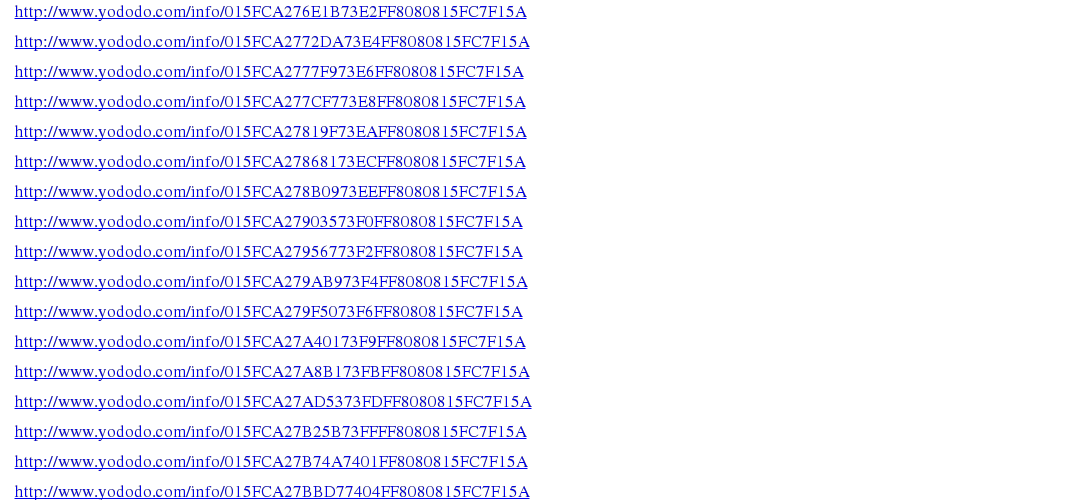 http://www.yododo.com/info/015FCA276E1B73E2FF8080815FC7F15A
http://www.yododo.com/info/015FCA2772DA73E4FF8080815FC7F15A
http://www.yododo.com/info/015FCA2777F973E6FF8080815FC7F15A
http://www.yododo.com/info/015FCA277CF773E8FF8080815FC7F15A
http://www.yododo.com/info/015FCA27819F73EAFF8080815FC7F15A
http://www.yododo.com/info/015FCA27868173ECFF8080815FC7F15A
http://www.yododo.com/info/015FCA278B0973EEFF8080815FC7F15A
http://www.yododo.com/info/015FCA27903573F0FF8080815FC7F15A
http://www.yododo.com/info/015FCA27956773F2FF8080815FC7F15A
http://www.yododo.com/info/015FCA279AB973F4FF8080815FC7F15A
http://www.yododo.com/info/015FCA279F5073F6FF8080815FC7F15A
http://www.yododo.com/info/015FCA27A40173F9FF8080815FC7F15A
http://www.yododo.com/info/015FCA27A8B173FBFF8080815FC7F15A
http://www.yododo.com/info/015FCA27AD5373FDFF8080815FC7F15A
http://www.yododo.com/info/015FCA27B25B73FFFF8080815FC7F15A
http://www.yododo.com/info/015FCA27B74A7401FF8080815FC7F15A
http://www.yododo.com/info/015FCA27BBD77404FF8080815FC7F15A